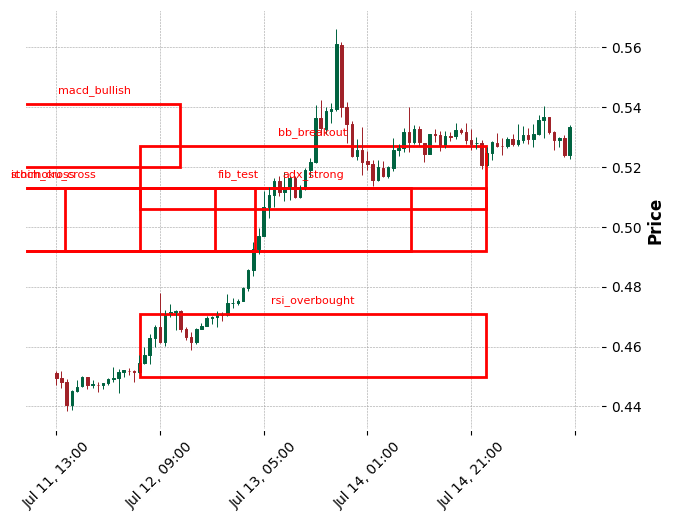 macd_bullish
bb_breakout
ichimoku_cross
fib_test
adx_strong
rsi_overbought
0.56
0.54
0.52
0.50
0.48
0.46
0.44
Price
Jul 11, 13:00
Jul 12, 09:00
Jul 13, 05:00
Jul 14, 01:00
Jul 14, 21:00